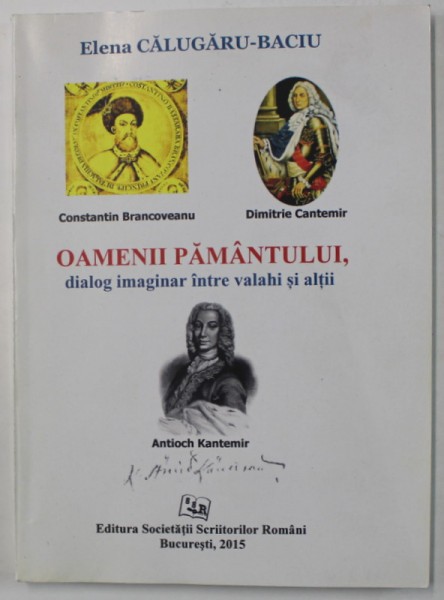 Elena CĂLUGĂRU-BACIU
Constantin Brancoveanu
Dimitrie Cantemir
OAMENII PĂMÂNTULUI,
dialog imaginar între valahi și alții
Antioch Kantemir
Editura Societății Scriitorilor Români
București, 2015